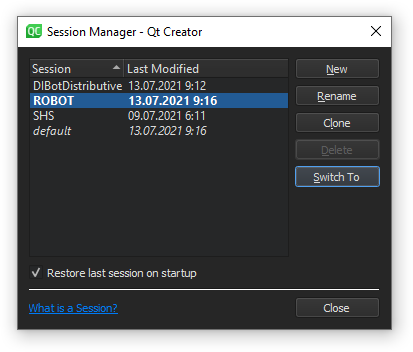 QC Session Manager - Qt Creator
Session Last Modified
DIBotDistributive 13.07.2021 9:12
ROBOT 13.07.2021 9:16
SHS 09.07.2021 6:11
default 13.07.2021 9:16
New
Rename
Clone
Delete
Switch To
Restore last session on startup
What is a Session?
Close